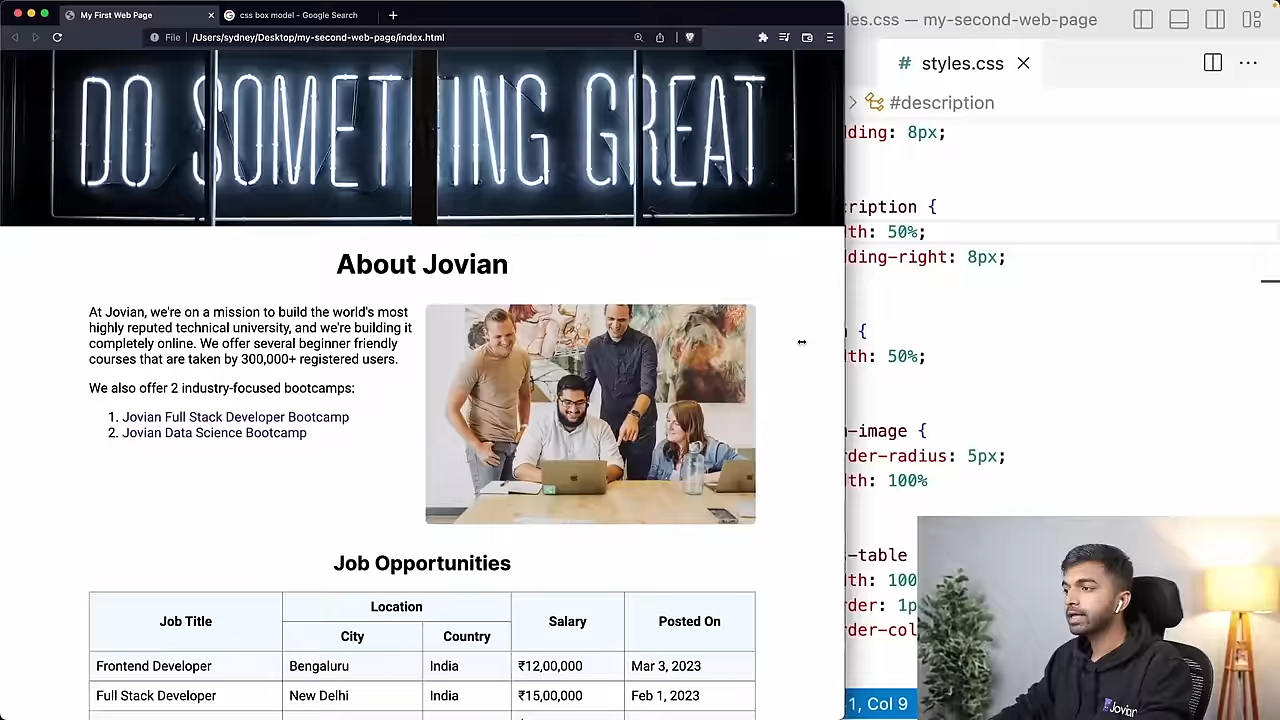 My First Web Page
css box model - Google Search
File
/Users/sydney/Desktop/my-second-web-page/index.html
les.css — my-second-web-page
# styles.css
#description
DO SOMETHING GREAT
ding: 8px;
ription {
th: 50%;
ding-right: 8px;
{
th: 50%;
-image {
der-radius: 5px;
th: 100%
-table
th: 100
der: 1p
der-col
1, Col 9
About Jovian
At Jovian, we're on a mission to build the world's most
highly reputed technical university, and we're building it
completely online. We offer several beginner friendly
courses that are taken by 300,000+ registered users.
We also offer 2 industry-focused bootcamps:
1. Jovian Full Stack Developer Bootcamp
2. Jovian Data Science Bootcamp
Job Opportunities
Job Title Location Salary Posted On
City Country
Frontend Developer Bengaluru India ₹12,00,000 Mar 3, 2023
Full Stack Developer New Delhi India ₹15,00,000 Feb 1, 2023
Jovian